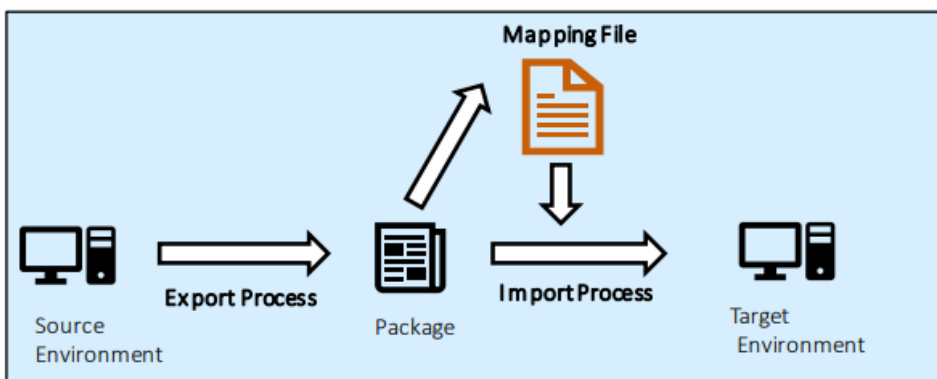 Mapping File
Export Process
Import Process
Source
Environment
Package
Target
Environment